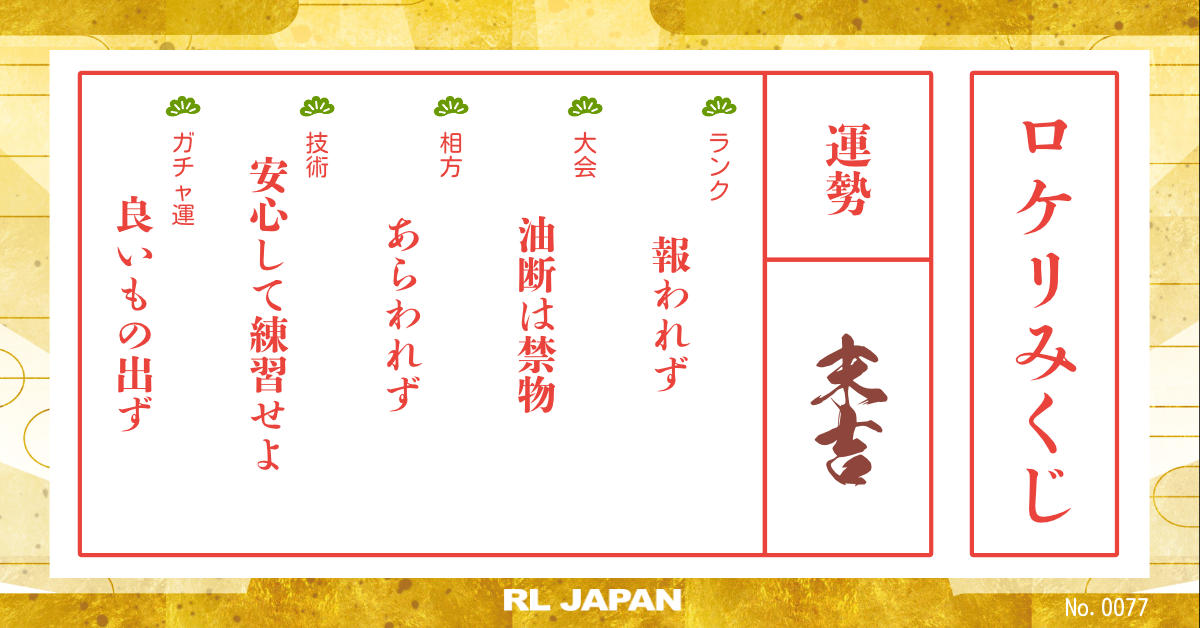 ロケリみくじ
運勢
末吉
ランク
報われず
大会
油断は禁物
相方
あらわれず
技術
安心して練習せよ
ガチャ運
良いもの出ず
RL JAPAN
No. 0077